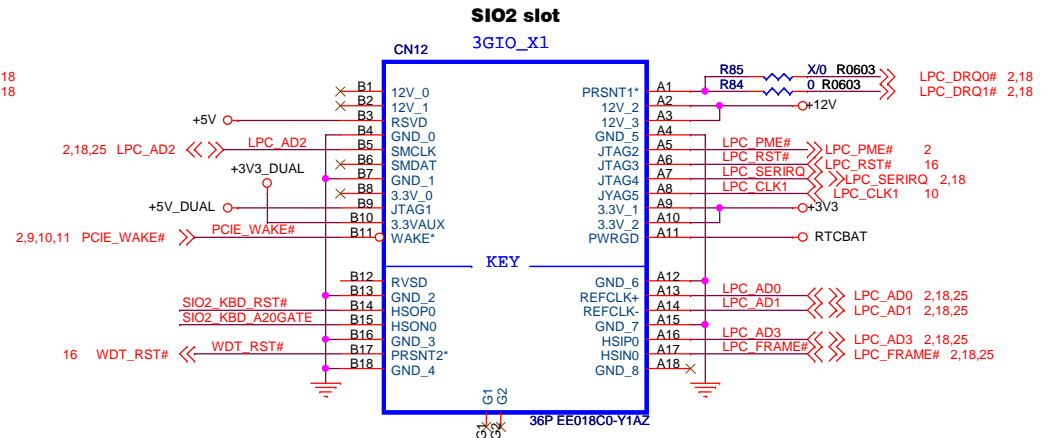 SIO2 slot
3GIO_X1
CN12
18
18
R85 X/0 R0603 LPC_DRQ0# 2,18
R84 0 R0603 LPC_DRQ1# 2,18
B1 12V_0 PRSNT1* A1
B2 12V_1 12V_2 A2 +12V
+5V B3 RSVD 12V_3 A3
B4 GND_0 GND_5 A4
2,18,25 LPC_AD2 LPC_AD2 B5 SMCLK JTAG2 A5 LPC_PME# LPC_PME# 2
B6 SMDAT JTAG3 A6 LPC_RST# LPC_RST# 16
+3V3_DUAL B7 GND_1 JTAG4 A7 LPC_SERIRQ LPC_SERIRQ 2,18
B8 3.3V_0 JYAG5 A8 LPC_CLK1 LPC_CLK1 10
+5V_DUAL B9 JTAG1 3.3V_1 A9 +3V3
B10 3.3VAUX 3.3V_2 A10
2,9,10,11 PCIE_WAKE# PCIE_WAKE# B11 WAKE* PWRGD A11 RTCBAT
KEY
B12 RVSD GND_6 A12
B13 GND_2 REFCLK+ A13 LPC_AD0 LPC_AD0 2,18,25
SIO2_KBD_RST# B14 HSOP0 REFCLK- A14 LPC_AD1 LPC_AD1 2,18,25
SIO2_KBD_A20GATE B15 HSON0 GND_7 A15
B16 GND_3 HSIP0 A16 LPC_AD3 LPC_AD3 2,18,25
16 WDT_RST# WDT_RST# B17 PRSNT2* HSIN0 A17 LPC_FRAME# LPC_FRAME# 2,18,25
B18 GND_4 GND_8 A18
G1 G2
G1 G2
36P EE018C0-Y1AZ